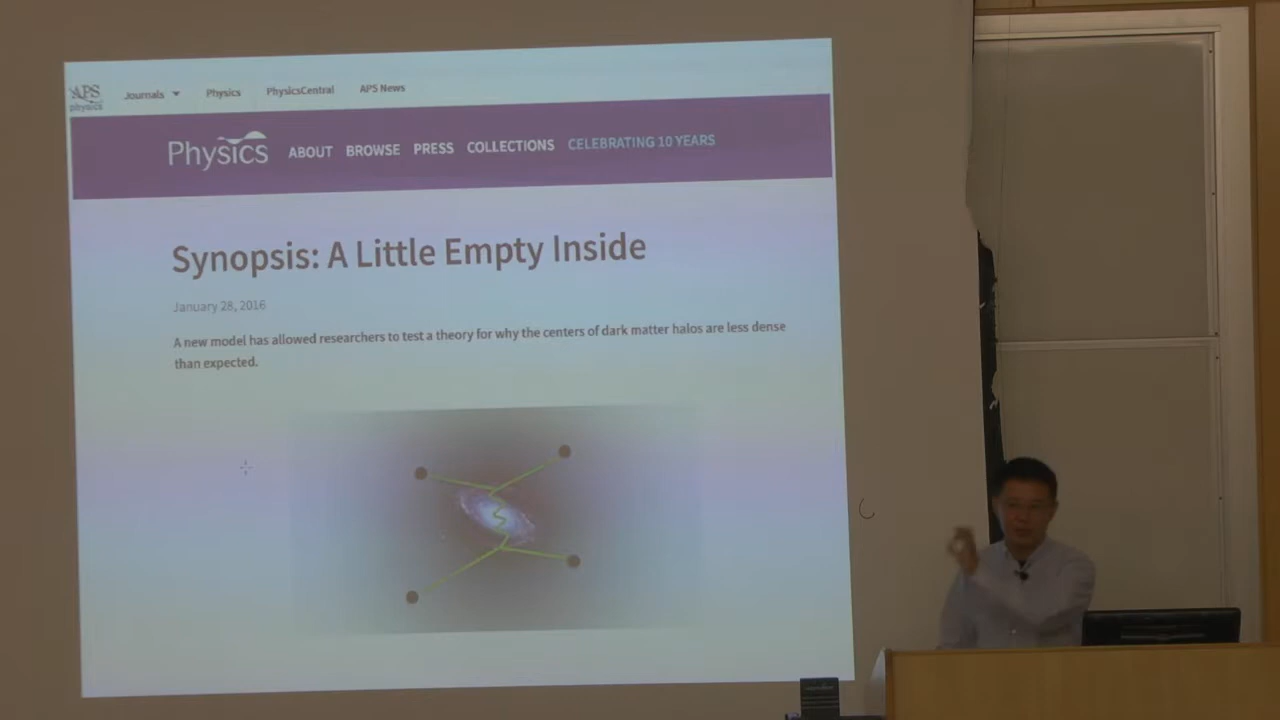 APS
physics
Journals
Physics
PhysicsCentral
APS News
Physics
ABOUT
BROWSE
PRESS
COLLECTIONS
CELEBRATING 10 YEARS
Synopsis: A Little Empty Inside
January 28, 2016
A new model has allowed researchers to test a theory for why the centers of dark matter halos are less dense
than expected.